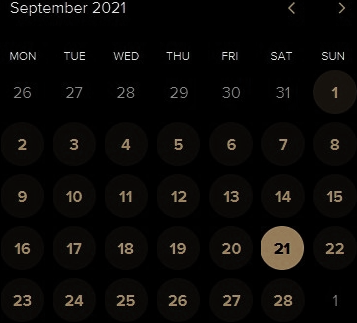 September 2021
MON TUE WED THU FRI SAT SUN
26 27 28 29 30 31 1
2 3 4 5 6 7 8
9 10 11 12 13 14 15
16 17 18 19 20 21 22
23 24 25 26 27 28 1